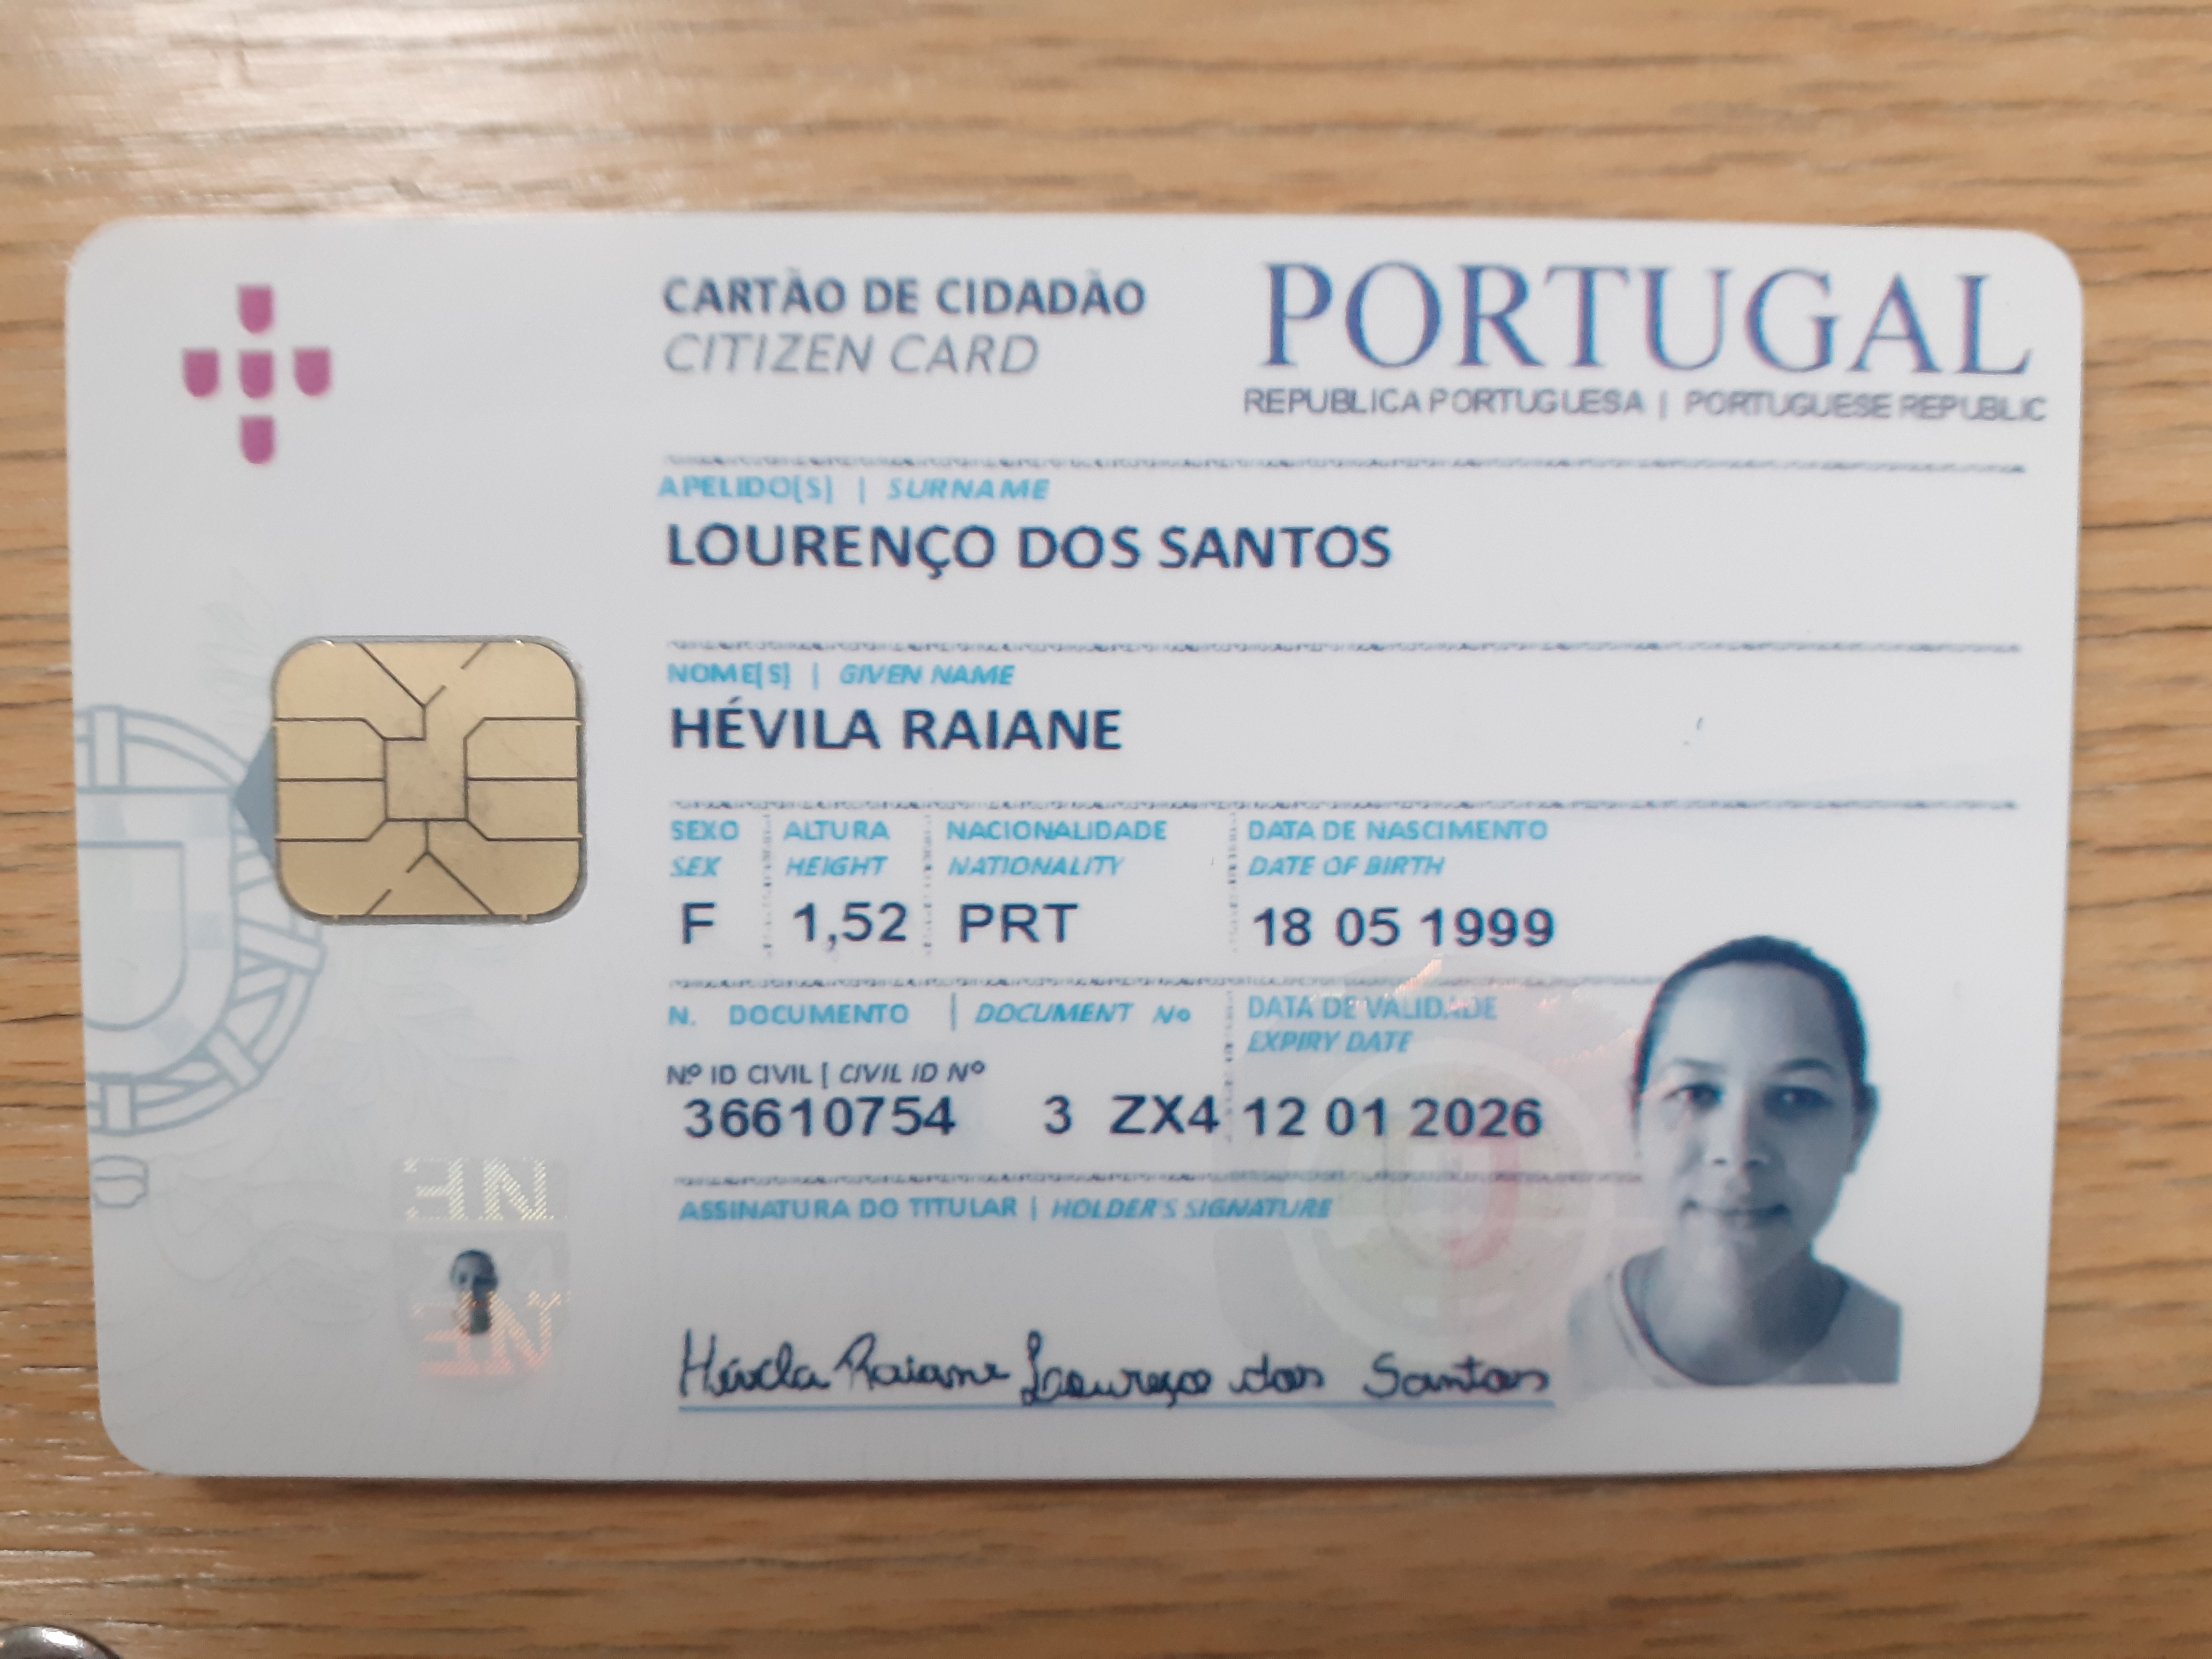 CARTÃO DE CIDADÃO
CITIZEN CARD
PORTUGAL
REPUBLICA PORTUGUESA | PORTUGUESE REPUBLIC
APELIDO[S] | SURNAME
LOURENÇO DOS SANTOS
NOME[S] | GIVEN NAME
HÉVILA RAIANE
SEXO ALTURA NACIONALIDADE DATA DE NASCIMENTO
SEX HEIGHT NATIONALITY DATE OF BIRTH
F 1,52 PRT 18 05 1999
N. DOCUMENTO | DOCUMENT No DATA DE VALIDADE
EXPIRY DATE
Nº ID CIVIL | CIVIL ID Nº
36610754 3 ZX4 12 01 2026
ASSINATURA DO TITULAR | HOLDER'S SIGNATURE
Hévila Raiane Lourenço dos Santos